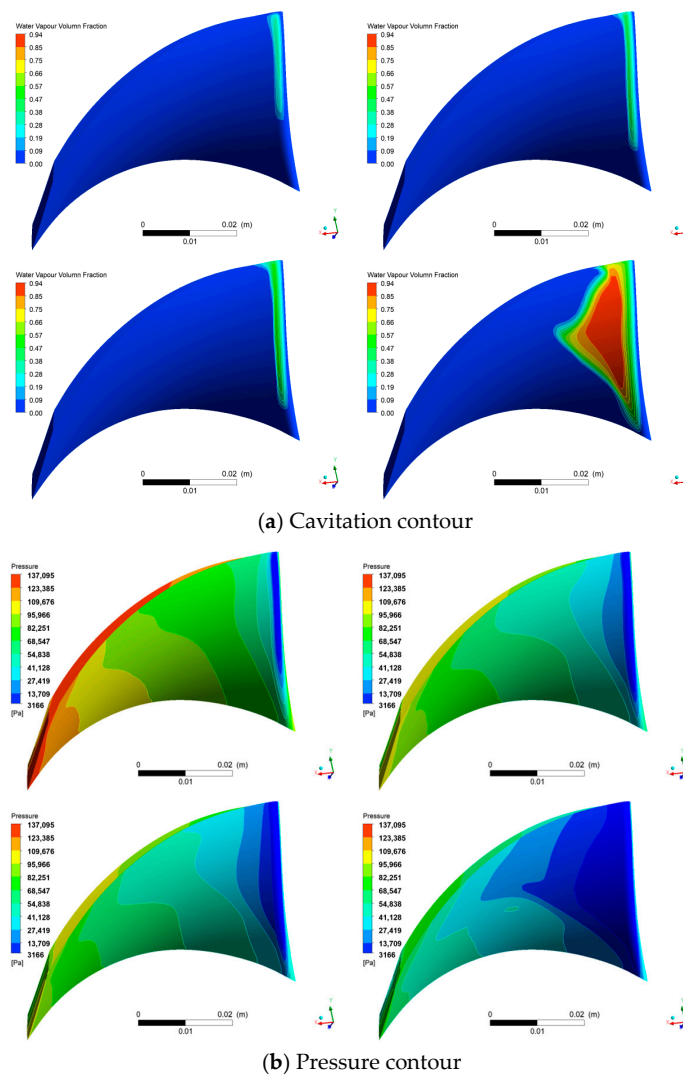 Water Vapour Volumn Fraction
0.94
0.85
0.75
0.66
0.57
0.47
0.38
0.28
0.19
0.09
0.00
0 0.02 (m)
0.01
Y
X
Water Vapour Volumn Fraction
0.94
0.85
0.75
0.66
0.57
0.47
0.38
0.28
0.19
0.09
0.00
0 0.02 (m)
0.01
Y
X
Water Vapour Volumn Fraction
0.94
0.85
0.75
0.66
0.57
0.47
0.38
0.28
0.19
0.09
0.00
0 0.02 (m)
0.01
Y
X
Water Vapour Volumn Fraction
0.94
0.85
0.75
0.66
0.57
0.47
0.38
0.28
0.19
0.09
0.00
0 0.02 (m)
0.01
Y
X
(a) Cavitation contour
Pressure
137,095
123,385
109,676
95,966
82,251
68,547
54,838
41,128
27,419
13,709
3166
[Pa]
0 0.02 (m)
0.01
Y
X
Pressure
137,095
123,385
109,676
95,966
82,251
68,547
54,838
41,128
27,419
13,709
3166
[Pa]
0 0.02 (m)
0.01
Y
X
Pressure
137,095
123,385
109,676
95,966
82,251
68,547
54,838
41,128
27,419
13,709
3166
[Pa]
0 0.02 (m)
0.01
Y
X
Pressure
137,095
123,385
109,676
95,966
82,251
68,547
54,838
41,128
27,419
13,709
3166
[Pa]
0 0.02 (m)
0.01
Y
X
(b) Pressure contour